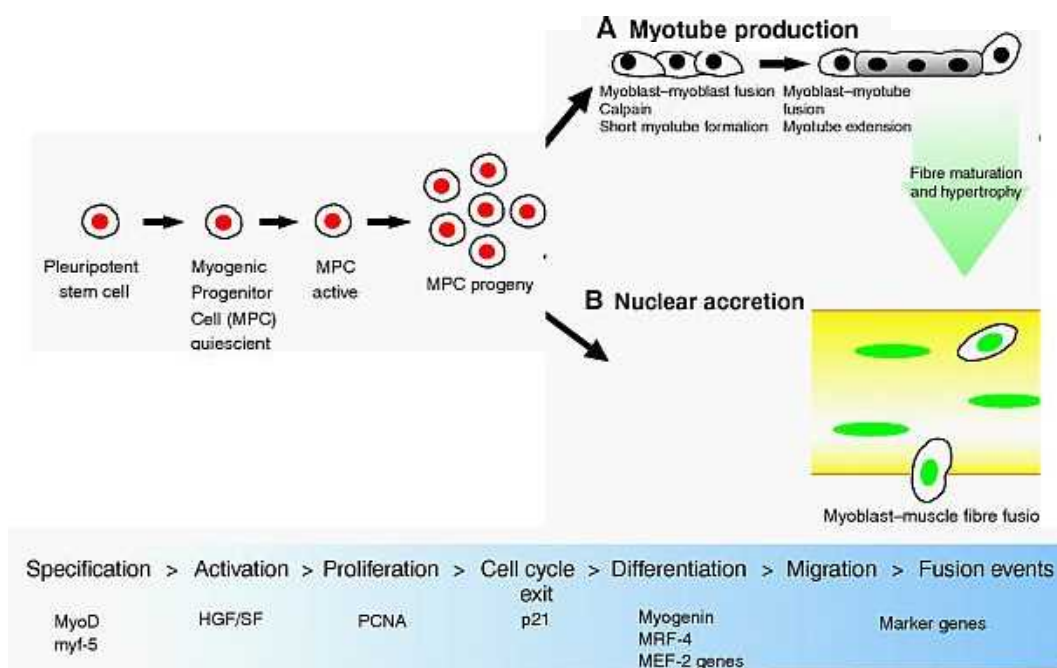 A Myotube production
Myoblast–myoblast fusion
Calpain
Short myotube formation
Myoblast–myotube
fusion
Myotube extension
Fibre maturation
and hypertrophy
Pleuripotent
stem cell
Myogenic
Progenitor
Cell (MPC)
quiescient
MPC
active
MPC progeny
B Nuclear accretion
Myoblast–muscle fibre fusio
Specification > Activation > Proliferation > Cell cycle > Differentiation > Migration > Fusion events
exit
MyoD
myf-5
HGF/SF
PCNA
p21
Myogenin
MRF-4
MEF-2 genes
Marker genes